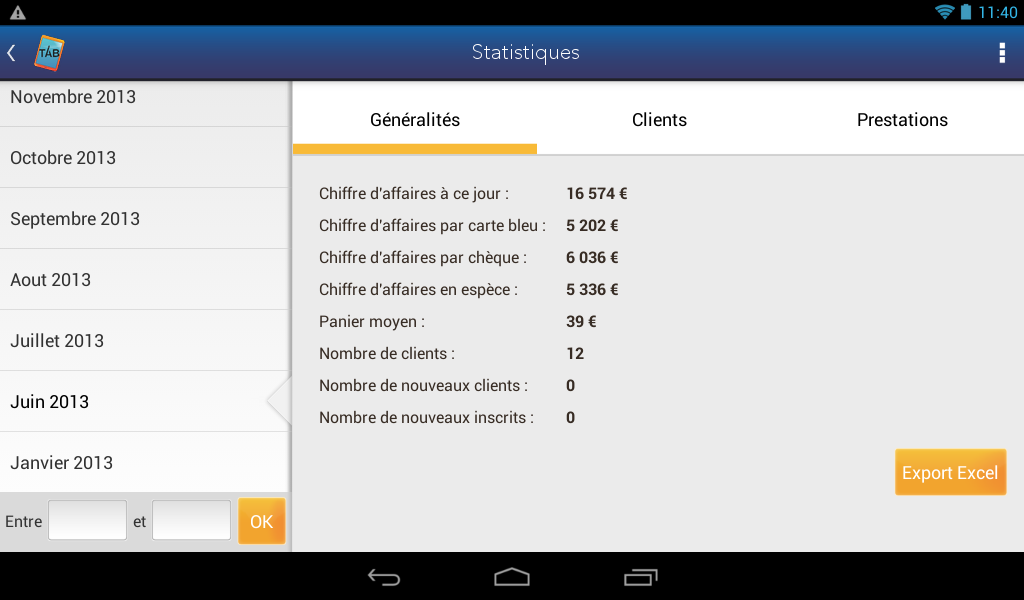 11:40
TAB
Statistiques
Novembre 2013
Octobre 2013
Septembre 2013
Aout 2013
Juillet 2013
Juin 2013
Janvier 2013
Entre et OK
Généralités Clients Prestations
Chiffre d'affaires à ce jour : 16 574 €
Chiffre d'affaires par carte bleu : 5 202 €
Chiffre d'affaires par chèque : 6 036 €
Chiffre d'affaires en espèce : 5 336 €
Panier moyen : 39 €
Nombre de clients : 12
Nombre de nouveaux clients : 0
Nombre de nouveaux inscrits : 0
Export Excel